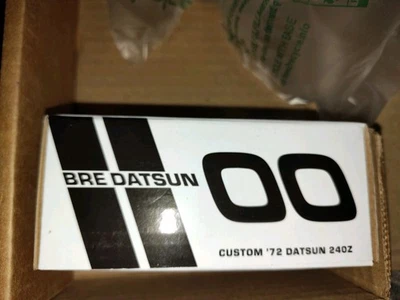 BRE DATSUN
00
CUSTOM '72 DATSUN 240Z